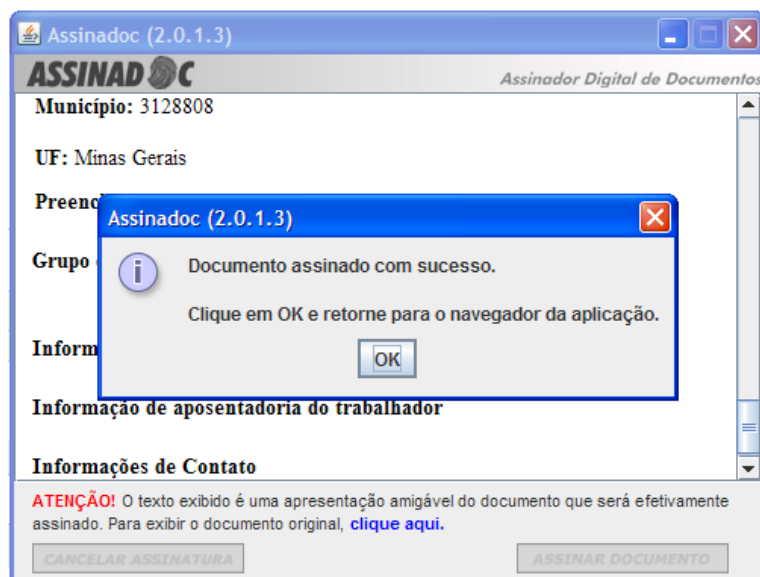 Assinadoc (2.0.1.3)
ASSINADOC
Assinador Digital de Documentos
Município: 3128808
UF: Minas Gerais
Grupo
Assinadoc (2.0.1.3)
Documento assinado com sucesso.
Clique em OK e retorne para o navegador da aplicação.
OK
Informação de aposentadoria do trabalhador
Informações de Contato
ATENÇÃO! O texto exibido é uma apresentação amigável do documento que será efetivamente
assinado. Para exibir o documento original, clique aqui.
CANCELAR ASSINATURA
ASSINAR DOCUMENTO